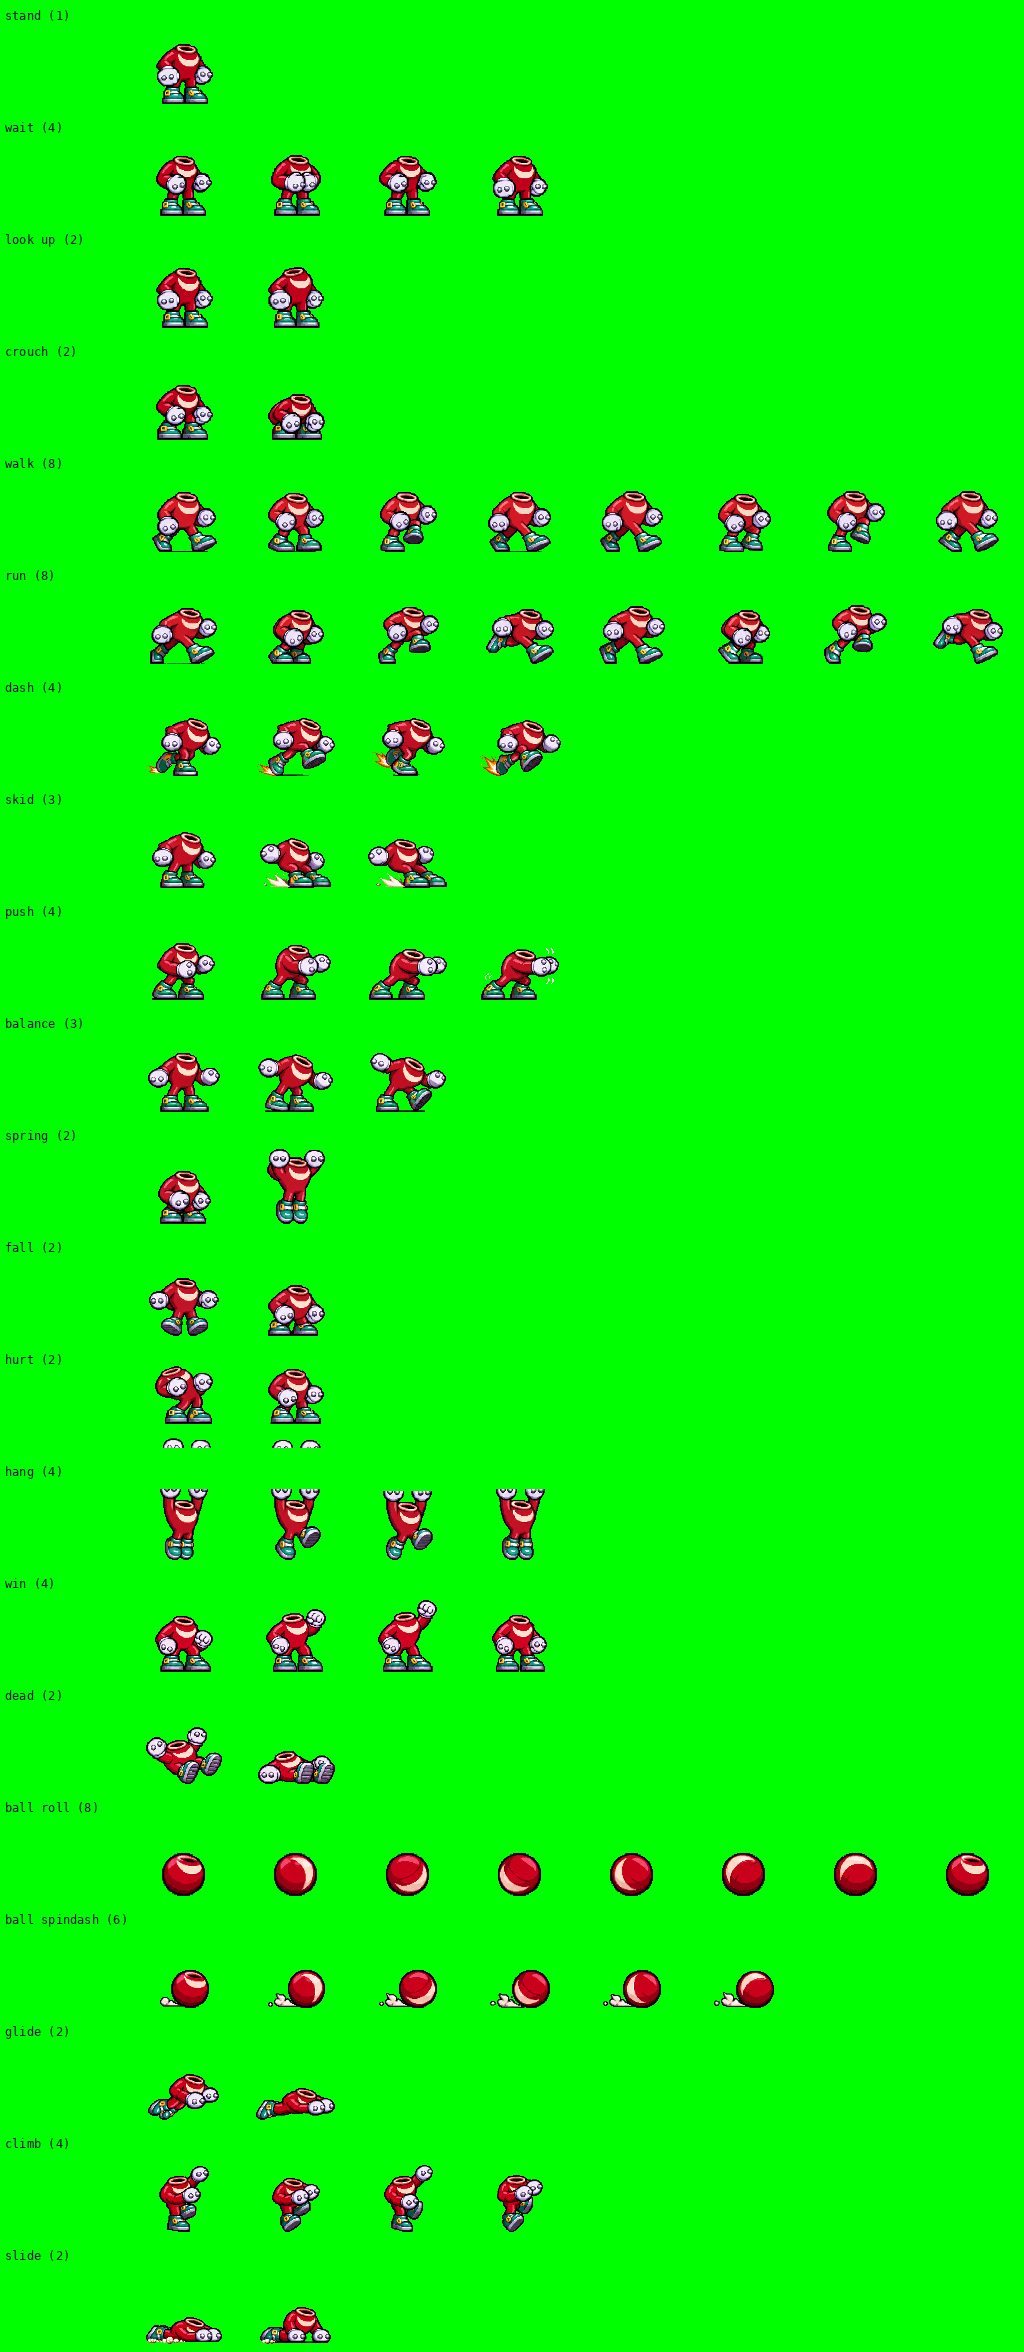 stand (1)
wait (4)
look up (2)
crouch (2)
walk (8)
run (8)
dash (4)
skid (3)
push (4)
balance (3)
spring (2)
fall (2)
hurt (2)
hang (4)
win (4)
dead (2)
ball roll (8)
ball spindash (6)
glide (2)
climb (4)
slide (2)